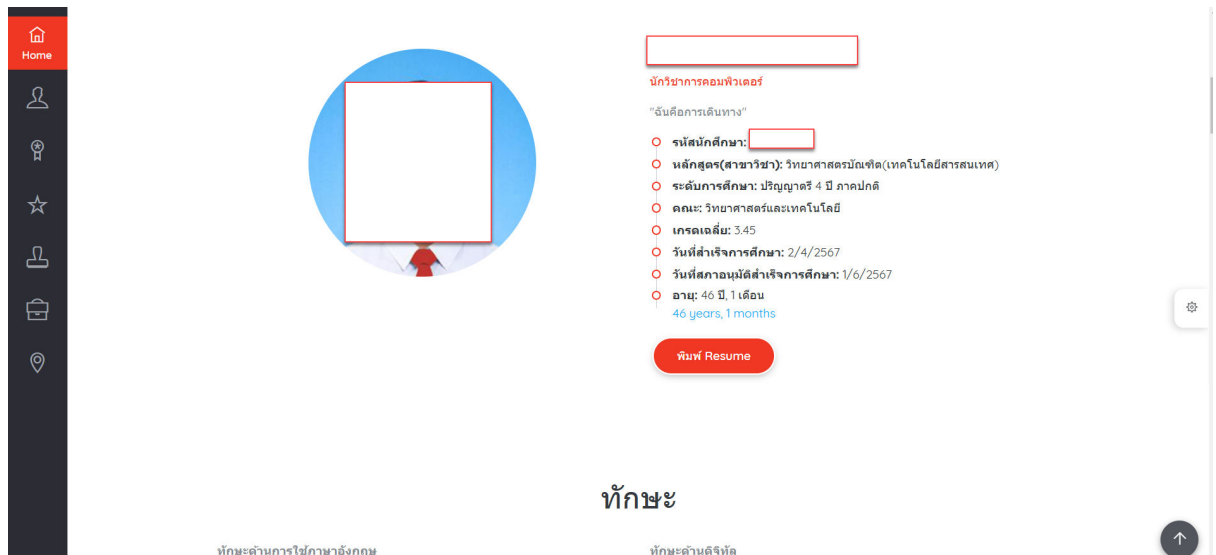 Home
นักวิชาการคอมพิวเตอร์
"ฉันคือการเดินทาง"
รหัสนักศึกษา:
หลักสูตร(สาขาวิชา): วิทยาศาสตรบัณฑิต(เทคโนโลยีสารสนเทศ)
ระดับการศึกษา: ปริญญาตรี 4 ปี ภาคปกติ
คณะ: วิทยาศาสตร์และเทคโนโลยี
เกรดเฉลี่ย: 3.45
วันที่สำเร็จการศึกษา: 2/4/2567
วันที่สภาอนุมัติสำเร็จการศึกษา: 1/6/2567
อายุ: 46 ปี, 1 เดือน
46 years, 1 months
พิมพ์ Resume
ทักษะ
ทักษะด้านการใช้ภาษาอังกฤษ
ทักษะด้านดิจิทัล